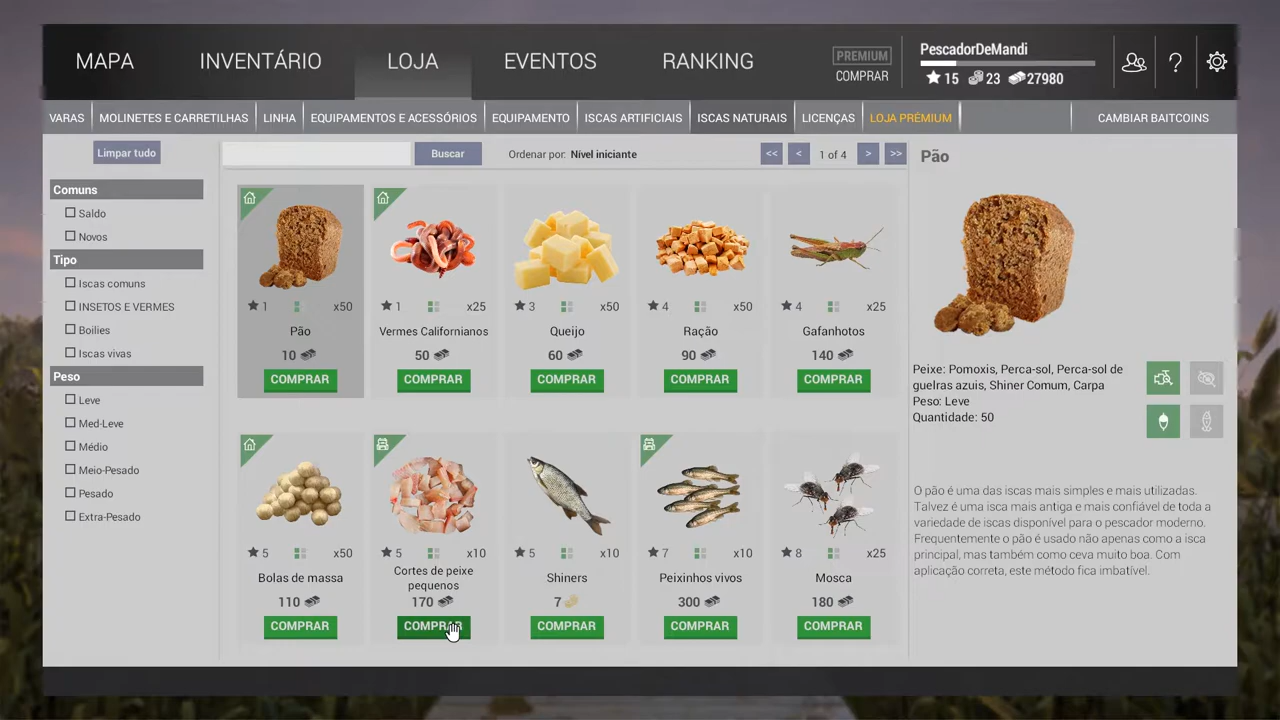 MAPA
INVENTÁRIO
LOJA
EVENTOS
RANKING
PREMIUM
COMPRAR
PescadorDeMandi
15
23
27980
?
VARAS
MOLINETES E CARRETILHAS
LINHA
EQUIPAMENTOS E ACESSÓRIOS
EQUIPAMENTO
ISCAS ARTIFICIAIS
ISCAS NATURAIS
LICENÇAS
LOJA PRÉMIUM
CAMBIAR BAITCOINS
Limpar tudo
Buscar
Ordenar por: Nível iniciante
<<
<
1 of 4
>
>>
Comuns
Saldo
Novos
Tipo
Iscas comuns
INSETOS E VERMES
Boilies
Iscas vivas
Peso
Leve
Med-Leve
Médio
Meio-Pesado
Pesado
Extra-Pesado
1 x50
Pão
10
COMPRAR
1 x25
Vermes Californianos
50
COMPRAR
3 x50
Queijo
60
COMPRAR
4 x50
Ração
90
COMPRAR
4 x25
Gafanhotos
140
COMPRAR
5 x50
Bolas de massa
110
COMPRAR
5 x10
Cortes de peixe
pequenos
170
COMPRAR
5 x10
Shiners
7
COMPRAR
7 x10
Peixinhos vivos
300
COMPRAR
8 x25
Mosca
180
COMPRAR
Pão
Peixe: Pomoxis, Perca-sol, Perca-sol de
guelras azuis, Shiner Comum, Carpa
Peso: Leve
Quantidade: 50
O pão é uma das iscas mais simples e mais utilizadas.
Talvez é uma isca mais antiga e mais confiável de toda a
variedade de iscas disponível para o pescador moderno.
Frequentemente o pão é usado não apenas como a isca
principal, mas também como ceva muito boa. Com
aplicação correta, este método fica imbatível.